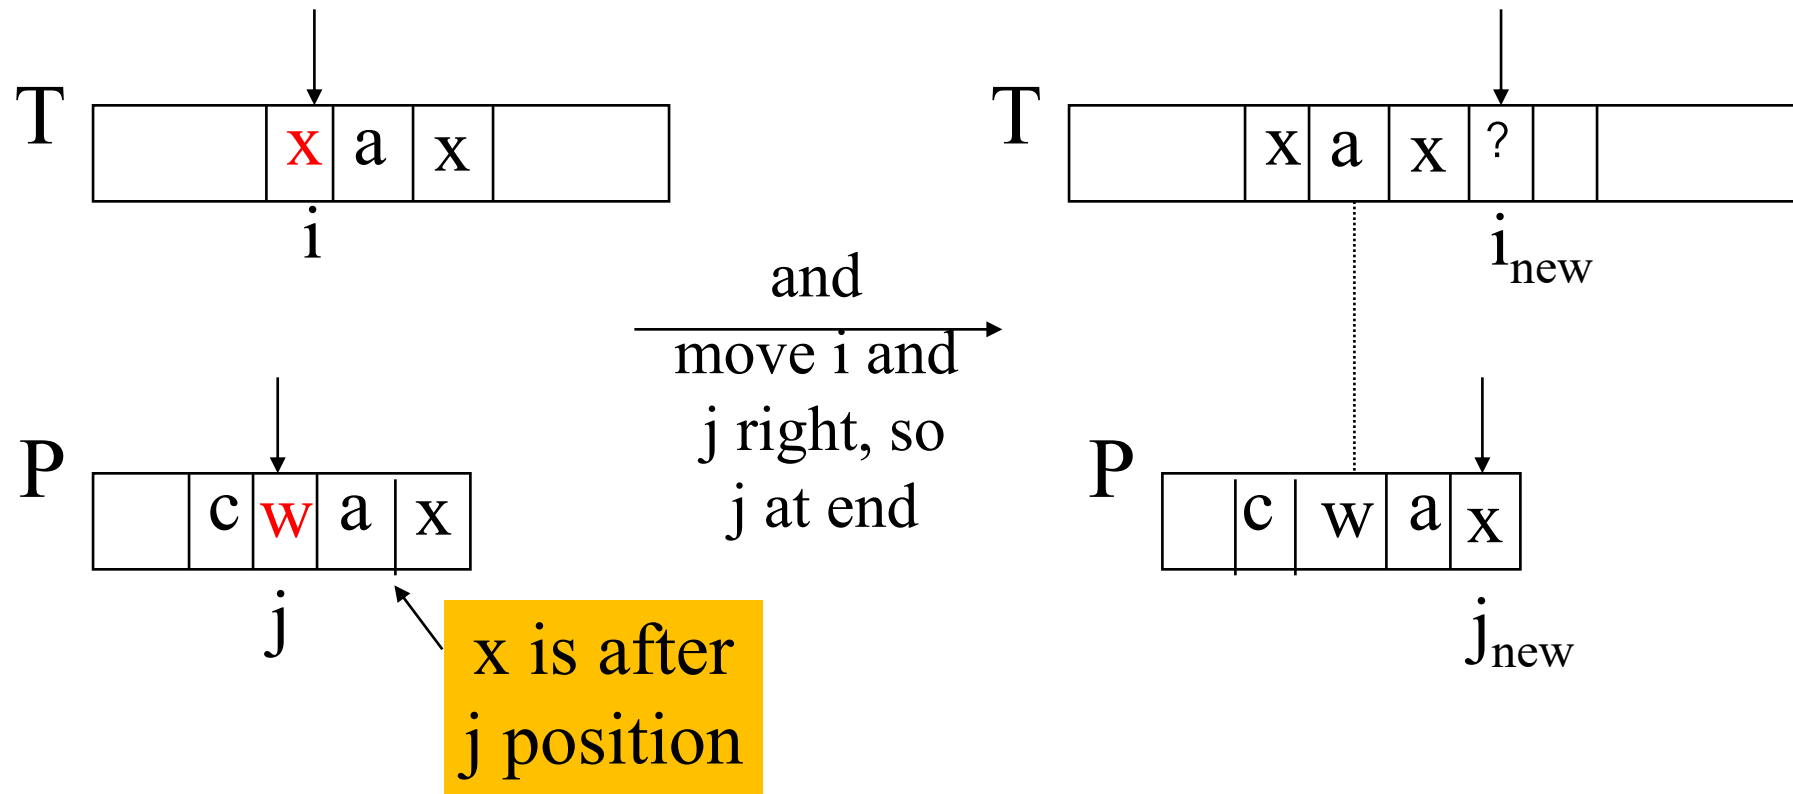 T
x a x
i
P
c w a x
j
x is after
j position
and
move i and
j right, so
j at end
T
x a x ?
inew
P
c w a x
jnew